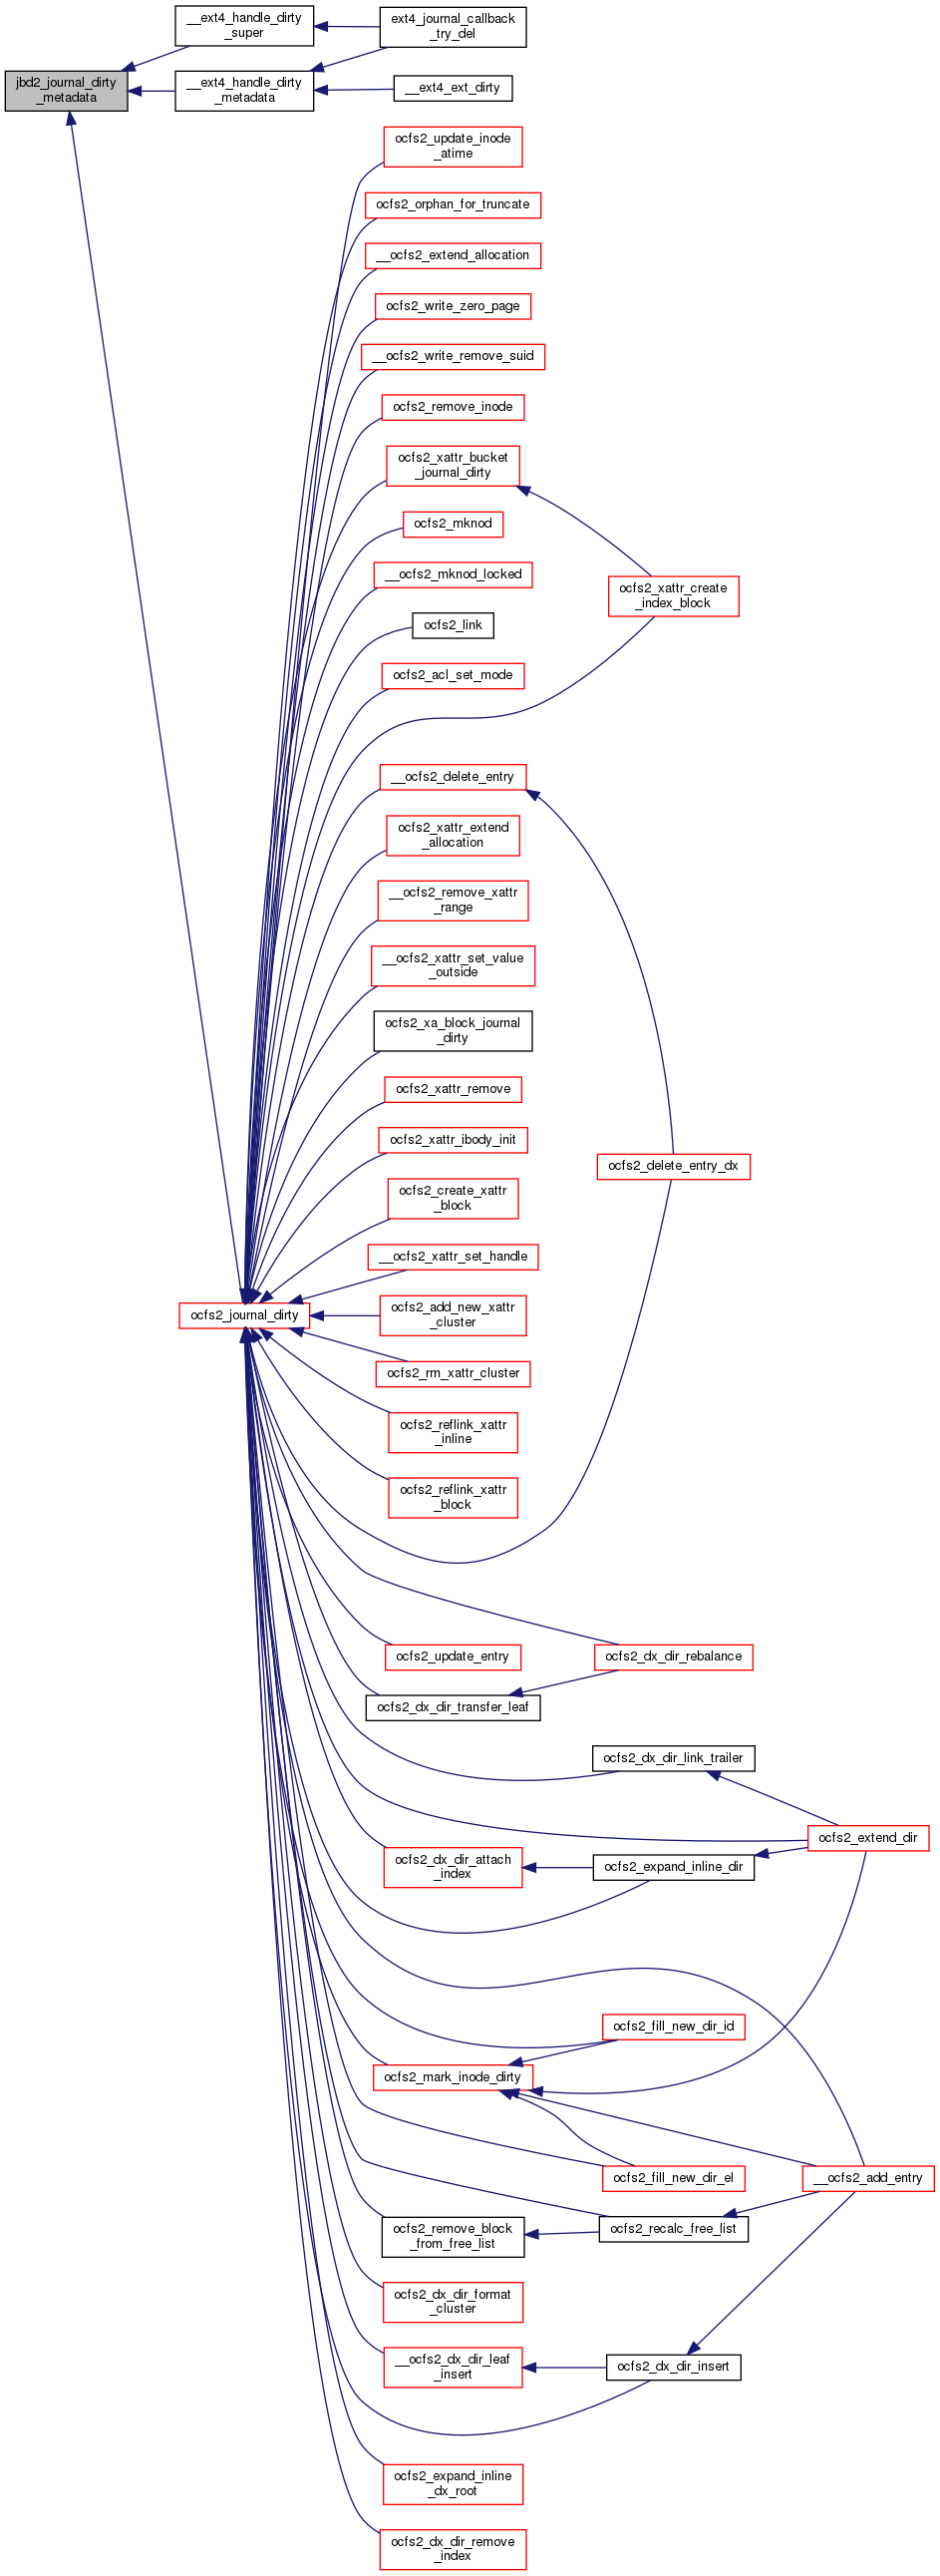 __ext4_handle_dirty
_super
ext4_journal_callback
_try_del
jbd2_journal_dirty
_metadata
__ext4_handle_dirty
_metadata
__ext4_ext_dirty
ocfs2_update_inode
_atime
ocfs2_orphan_for_truncate
__ocfs2_extend_allocation
ocfs2_write_zero_page
__ocfs2_write_remove_suid
ocfs2_remove_inode
ocfs2_xattr_bucket
_journal_dirty
ocfs2_mknod
__ocfs2_mknod_locked
ocfs2_xattr_create
_index_block
ocfs2_link
ocfs2_acl_set_mode
__ocfs2_delete_entry
ocfs2_xattr_extend
_allocation
__ocfs2_remove_xattr
_range
__ocfs2_xattr_set_value
_outside
ocfs2_xa_block_journal
_dirty
ocfs2_xattr_remove
ocfs2_xattr_ibody_init
ocfs2_delete_entry_dx
ocfs2_create_xattr
_block
__ocfs2_xattr_set_handle
ocfs2_journal_dirty
ocfs2_add_new_xattr
_cluster
ocfs2_rm_xattr_cluster
ocfs2_reflink_xattr
_inline
ocfs2_reflink_xattr
_block
ocfs2_update_entry
ocfs2_dx_dir_rebalance
ocfs2_dx_dir_transfer_leaf
ocfs2_dx_dir_link_trailer
ocfs2_extend_dir
ocfs2_dx_dir_attach
_index
ocfs2_expand_inline_dir
ocfs2_fill_new_dir_id
ocfs2_mark_inode_dirty
ocfs2_fill_new_dir_el
__ocfs2_add_entry
ocfs2_remove_block
_from_free_list
ocfs2_recalc_free_list
ocfs2_dx_dir_format
_cluster
__ocfs2_dx_dir_leaf
_insert
ocfs2_dx_dir_insert
ocfs2_expand_inline
_dx_root
ocfs2_dx_dir_remove
_index